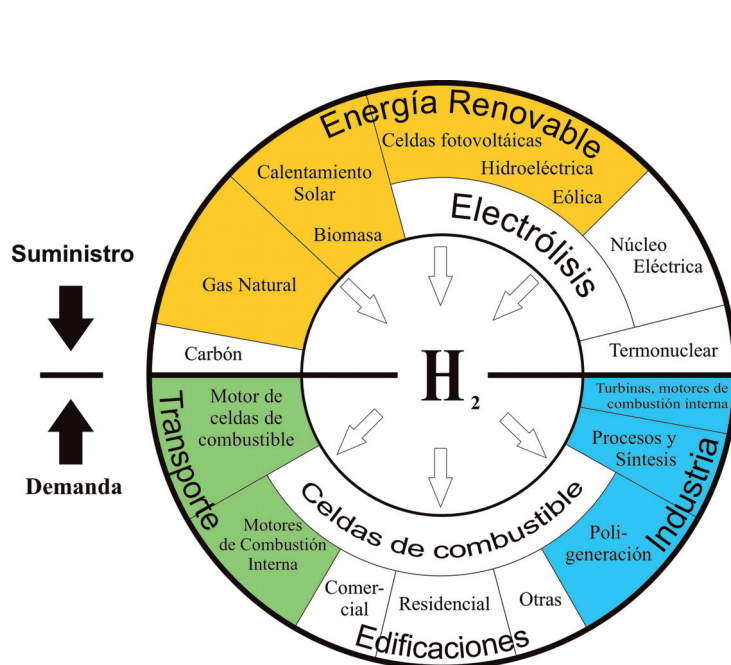 Energía Renovable
Celdas fotovoltáicas
Hidroeléctrica
Eólica
Calentamiento
Solar
Biomasa
Electrólisis
Núcleo
Eléctrica
Suministro
Gas Natural
Carbón
Termonuclear
H2
Demanda
Transporte
Motor de
celdas de
combustible
Motores
de Combustión
Interna
Celdas de combustible
Turbinas, motores de
combustión interna
Procesos y
Síntesis
Industria
Poli-
generación
Comer-
cial
Residencial
Otras
Edificaciones